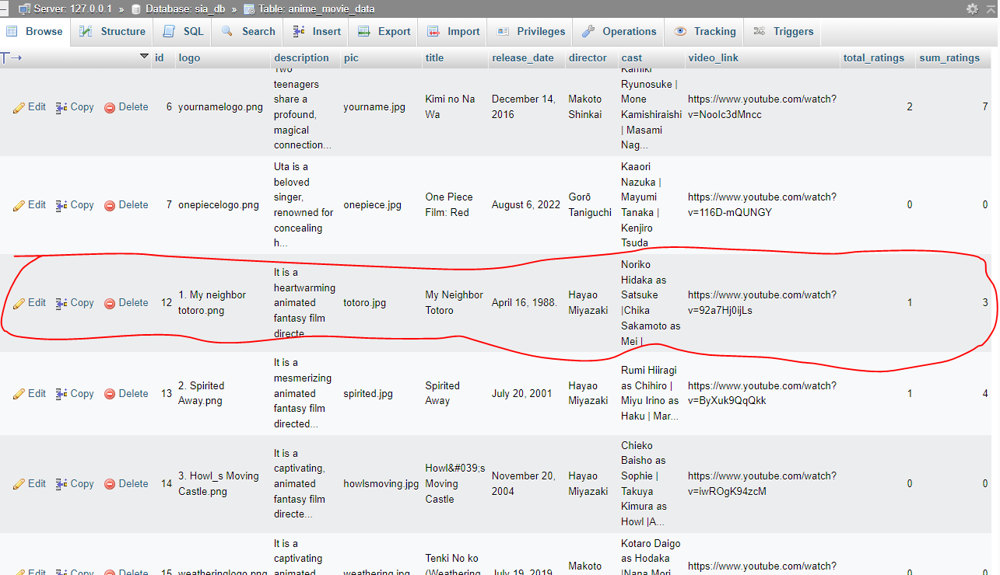 Server: 127.0.0.1 » Database: sia_db » Table: anime_movie_data
Browse Structure SQL Search Insert Export Import Privileges Operations Tracking Triggers
id logo description pic title release_date director cast video_link total_ratings sum_ratings
Edit Copy Delete
6
yournamelogo.png
Two
teenagers
share a
profound,
magical
connection...
yourname.jpg
Kimi no Na
Wa
December 14,
2016
Makoto
Shinkai
Kamiki
Ryunosuke |
Mone
Kamishiraishi
| Masami
Nag...
https://www.youtube.com/watch?
v=NooIc3dMncc
2
7
Edit Copy Delete
7
onepiecelogo.png
Uta is a
beloved
singer,
renowned for
concealing
h...
onepiece.jpg
One Piece
Film: Red
August 6, 2022
Gorō
Taniguchi
Kaaori
Nazuka |
Mayumi
Tanaka |
Kenjiro
Tsuda
https://www.youtube.com/watch?
v=116D-mQUNGY
0
0
Edit Copy Delete
12
1. My neighbor
totoro.png
It is a
heartwarming
animated
fantasy film
directe...
totoro.jpg
My Neighbor
Totoro
April 16, 1988.
Hayao
Miyazaki
Noriko
Hidaka as
Satsuke
|Chika
Sakamoto as
Mei |
https://www.youtube.com/watch?
v=92a7Hj0ijLs
1
3
Edit Copy Delete
13
2. Spirited
Away.png
It is a
mesmerizing
animated
fantasy film
directed...
spirited.jpg
Spirited
Away
July 20, 2001
Hayao
Miyazaki
Rumi Hiiragi
as Chihiro |
Miyu Irino as
Haku | Mar...
https://www.youtube.com/watch?
v=ByXuk9QqQkk
1
4
Edit Copy Delete
14
3. Howl_s Moving
Castle.png
It is a
captivating,
animated
fantasy film
directe...
howlsmoving.jpg
Howl&#039;s
Moving
Castle
November 20,
2004
Hayao
Miyazaki
Chieko
Baisho as
Sophie |
Takuya
Kimura as
Howl |A...
https://www.youtube.com/watch?
v=iwROgK94zcM
0
0
Edit Copy Delete
15
weatheringlogo.png
It is a
captivating
animated
weathering.jpg
Tenki No ko
(Weathering
July 19, 2019
Makoto
Kotaro Daigo
as Hodaka
|Nana Mori
https://www.youtube.com/watch?
0
0